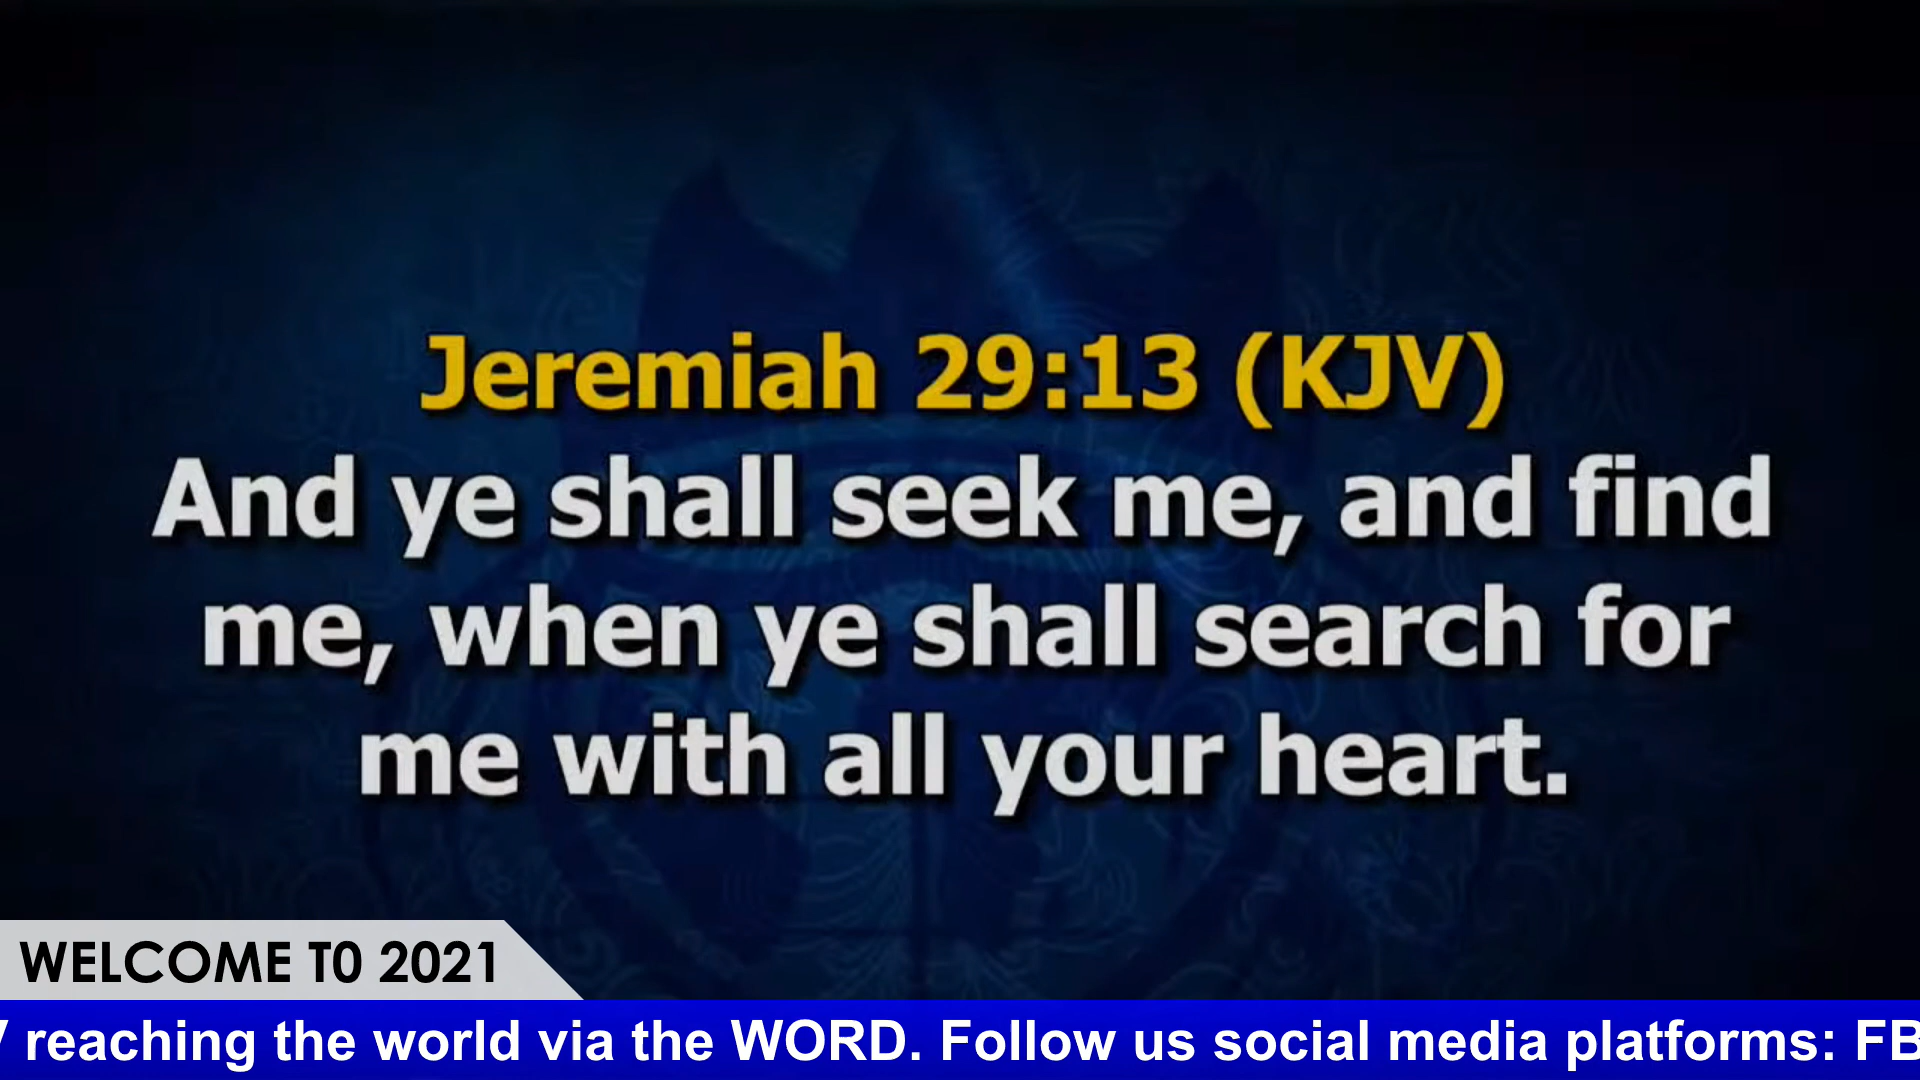 Jeremiah 29:13 (KJV)
And ye shall seek me, and find
me, when ye shall search for
me with all your heart.
WELCOME T0 2021
reaching the world via the WORD. Follow us social media platforms: FB